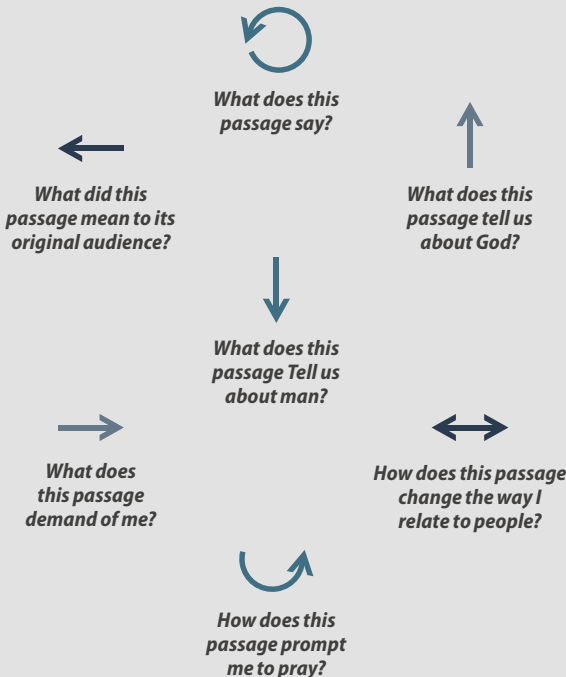 What does this
passage say?
What did this
passage mean to its
original audience?
What does this
passage tell us
about God?
What does this
passage Tell us
about man?
What does
this passage
demand of me?
How does this passage
change the way I
relate to people?
How does this
passage prompt
me to pray?